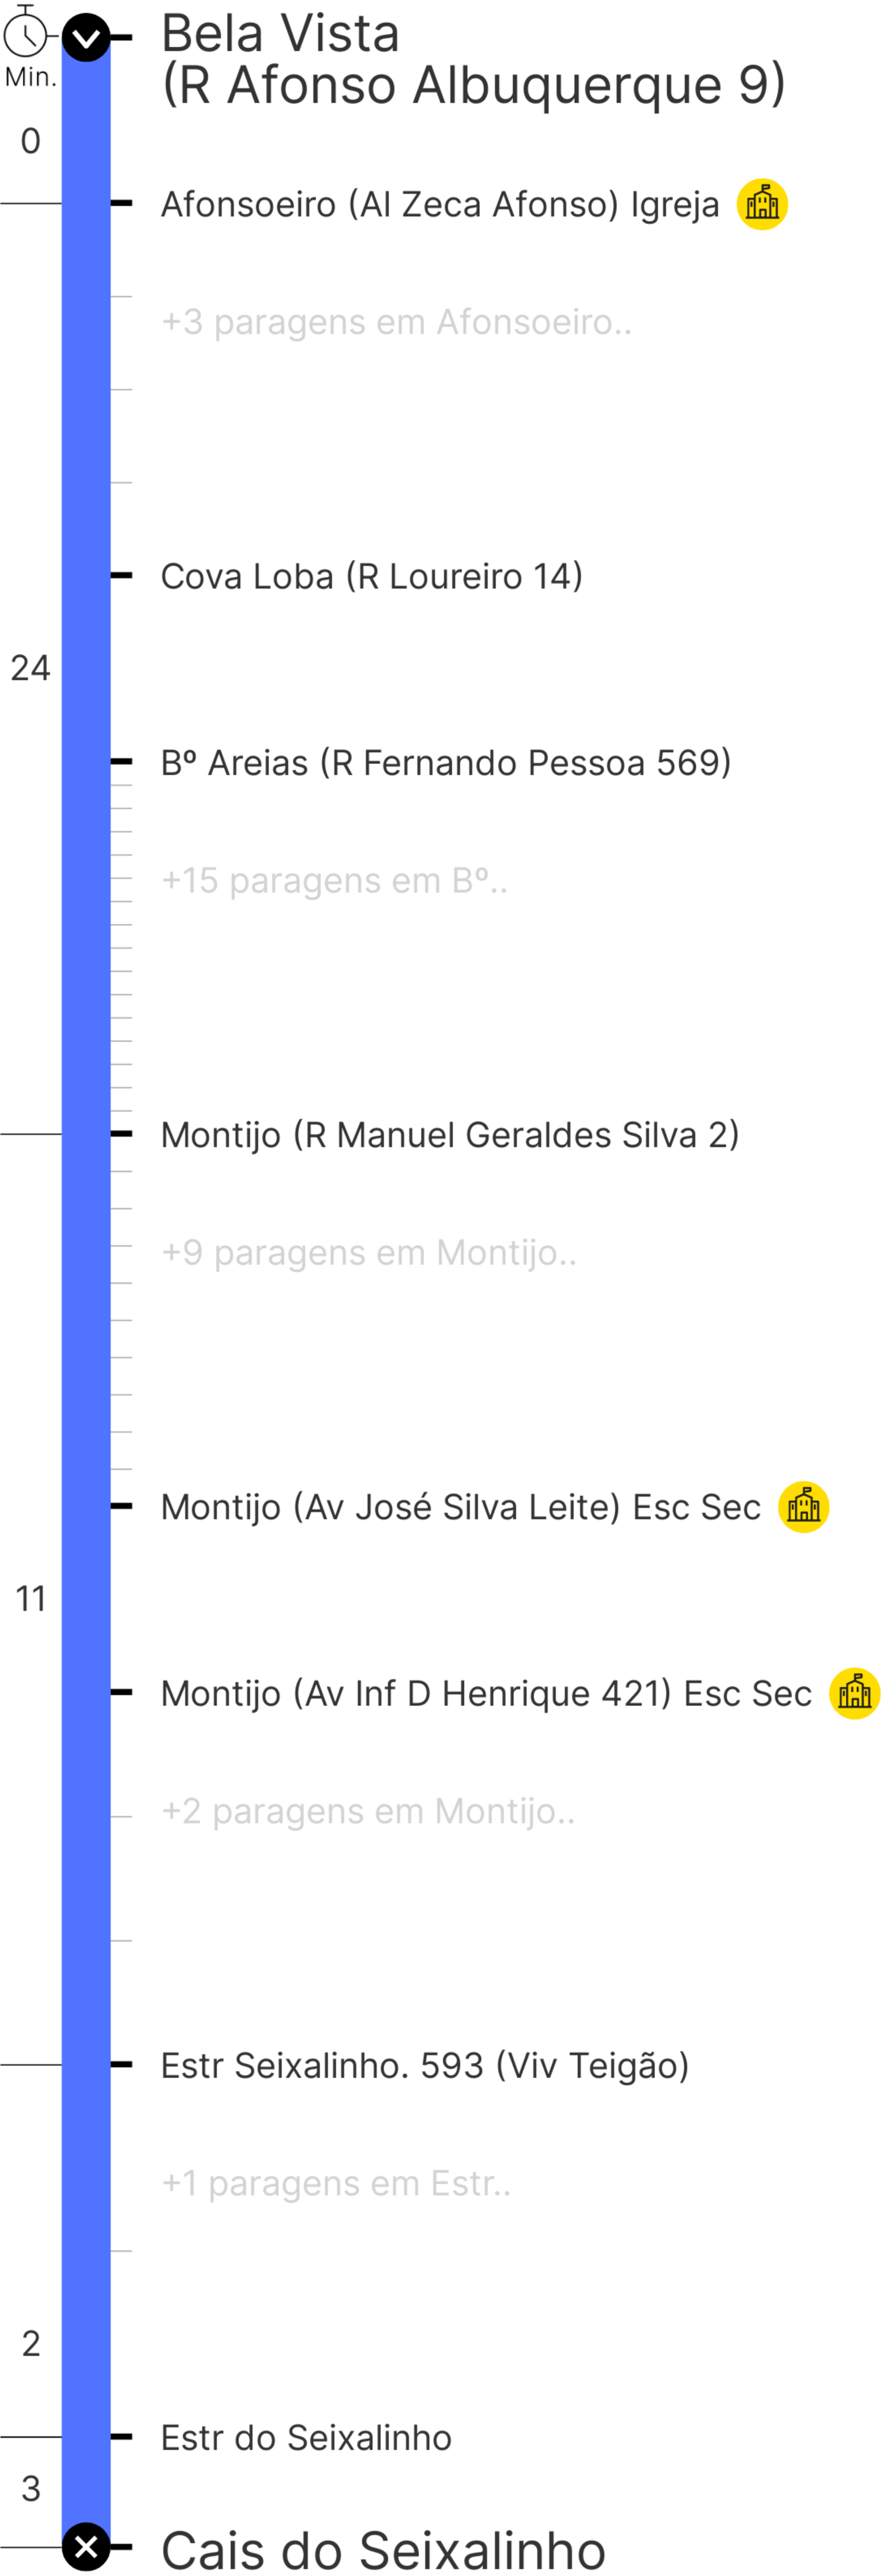 Min.
Bela Vista
(R Afonso Albuquerque 9)
0
Afonsoeiro (Al Zeca Afonso) Igreja
+3 paragens em Afonsoeiro..
Cova Loba (R Loureiro 14)
24
Bº Areias (R Fernando Pessoa 569)
+15 paragens em Bº..
Montijo (R Manuel Geraldes Silva 2)
+9 paragens em Montijo..
Montijo (Av José Silva Leite) Esc Sec
11
Montijo (Av Inf D Henrique 421) Esc Sec
+2 paragens em Montijo..
Estr Seixalinho. 593 (Viv Teigão)
+1 paragens em Estr..
2
Estr do Seixalinho
3
Cais do Seixalinho